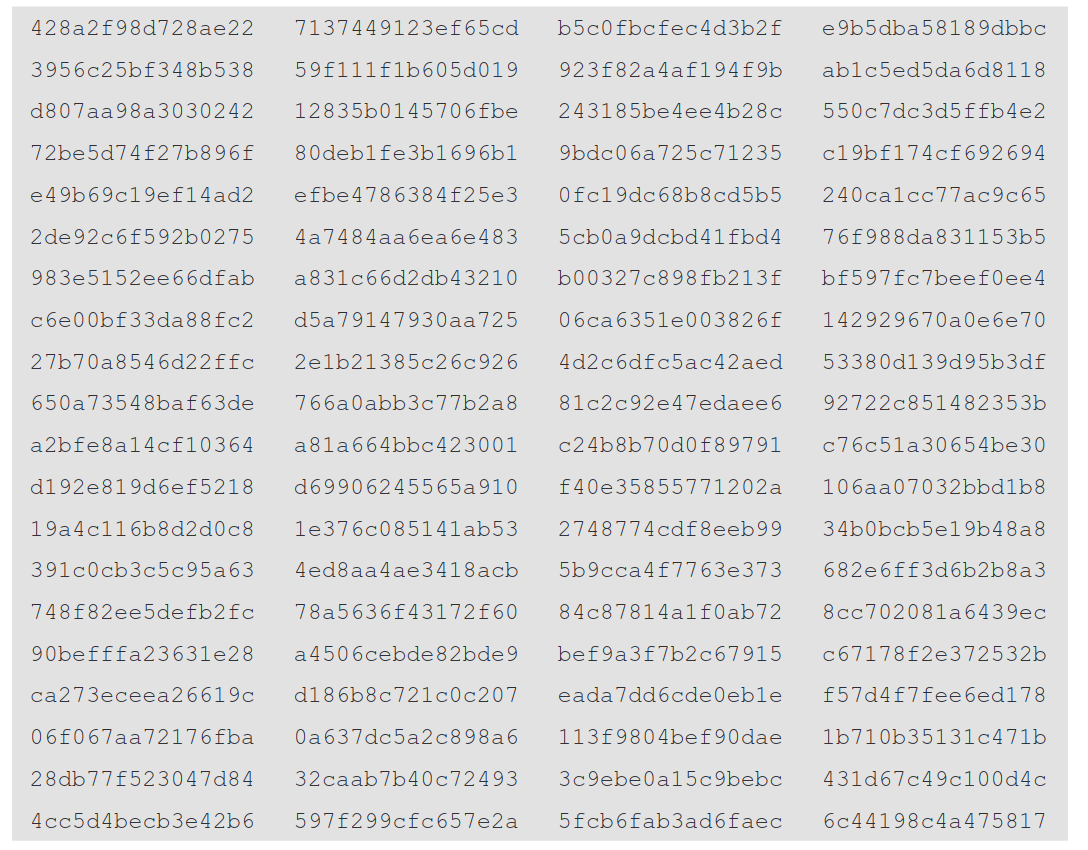 428a2f98d728ae22 7137449123ef65cd b5c0fbcfec4d3b2f e9b5dba58189dbbc
3956c25bf348b538 59f111f1b605d019 923f82a4af194f9b ab1c5ed5da6d8118
d807aa98a3030242 12835b0145706fbe 243185be4ee4b28c 550c7dc3d5ffb4e2
72be5d74f27b896f 80deb1fe3b1696b1 9bdc06a725c71235 c19bf174cf692694
e49b69c19ef14ad2 efbe4786384f25e3 0fc19dc68b8cd5b5 240ca1cc77ac9c65
2de92c6f592b0275 4a7484aa6ea6e483 5cb0a9dcbd41fbd4 76f988da831153b5
983e5152ee66dfab a831c66d2db43210 b00327c898fb213f bf597fc7beef0ee4
c6e00bf33da88fc2 d5a79147930aa725 06ca6351e003826f 142929670a0e6e70
27b70a8546d22ffc 2e1b21385c26c926 4d2c6dfc5ac42aed 53380d139d95b3df
650a73548baf63de 766a0abb3c77b2a8 81c2c92e47edaee6 92722c851482353b
a2bfe8a14cf10364 a81a664bbc423001 c24b8b70d0f89791 c76c51a30654be30
d192e819d6ef5218 d69906245565a910 f40e35855771202a 106aa07032bbd1b8
19a4c116b8d2d0c8 1e376c085141ab53 2748774cdf8eeb99 34b0bcb5e19b48a8
391c0cb3c5c95a63 4ed8aa4ae3418acb 5b9cca4f7763e373 682e6ff3d6b2b8a3
748f82ee5defb2fc 78a5636f43172f60 84c87814a1f0ab72 8cc702081a6439ec
90befffa23631e28 a4506cebde82bde9 bef9a3f7b2c67915 c67178f2e372532b
ca273eceea26619c d186b8c721c0c207 eada7dd6cde0eb1e f57d4f7fee6ed178
06f067aa72176fba 0a637dc5a2c898a6 113f9804bef90dae 1b710b35131c471b
28db77f523047d84 32caab7b40c72493 3c9ebe0a15c9bebc 431d67c49c100d4c
4cc5d4becb3e42b6 597f299cfc657e2a 5fcb6fab3ad6faec 6c44198c4a475817